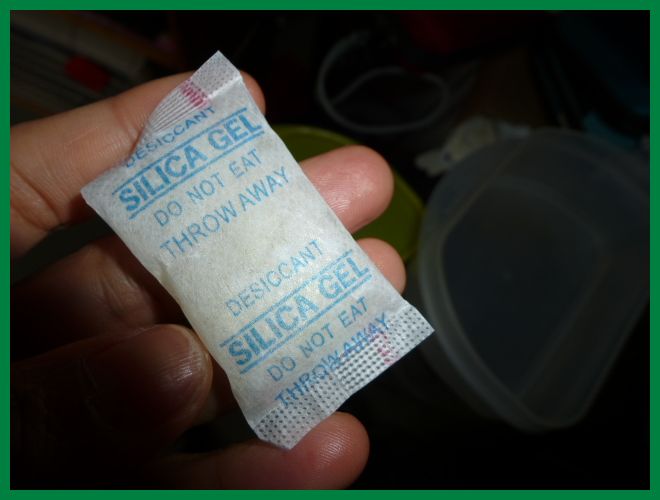 DESICCANT
SILICA GEL
DO NOT EAT
THROW AWAY
DESICCANT
SILICA GEL
DO NOT EAT
THROW AWAY